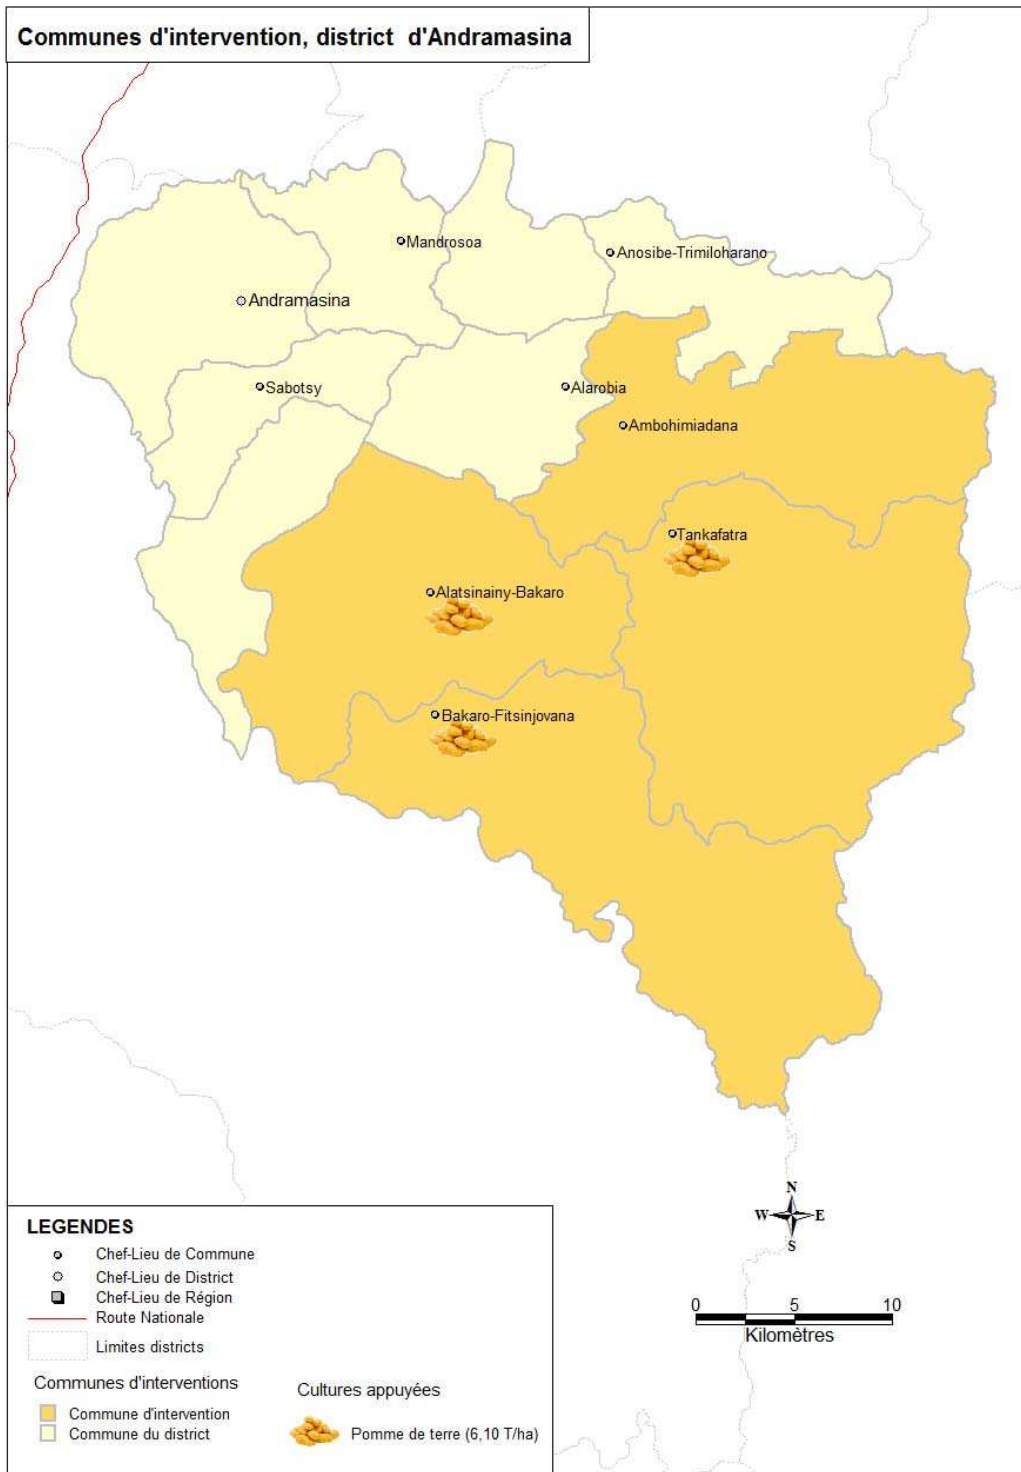 Communes d'intervention, district d'Andramasina
Mandrosoa
Anosibe-Trimiloharano
Andramasina
Sabotsy
Alarobia
Ambohimiadana
Tankafatra
Alatsinainy-Bakaro
Bakaro-Fitsinjovana
N
W E
S
0 5 10
Kilomètres
LEGENDES
Chef-Lieu de Commune
Chef-Lieu de District
Chef-Lieu de Région
Route Nationale
Limites districts
Communes d'interventions
Commune d'intervention
Commune du district
Cultures appuyées
Pomme de terre (6,10 T/ha)